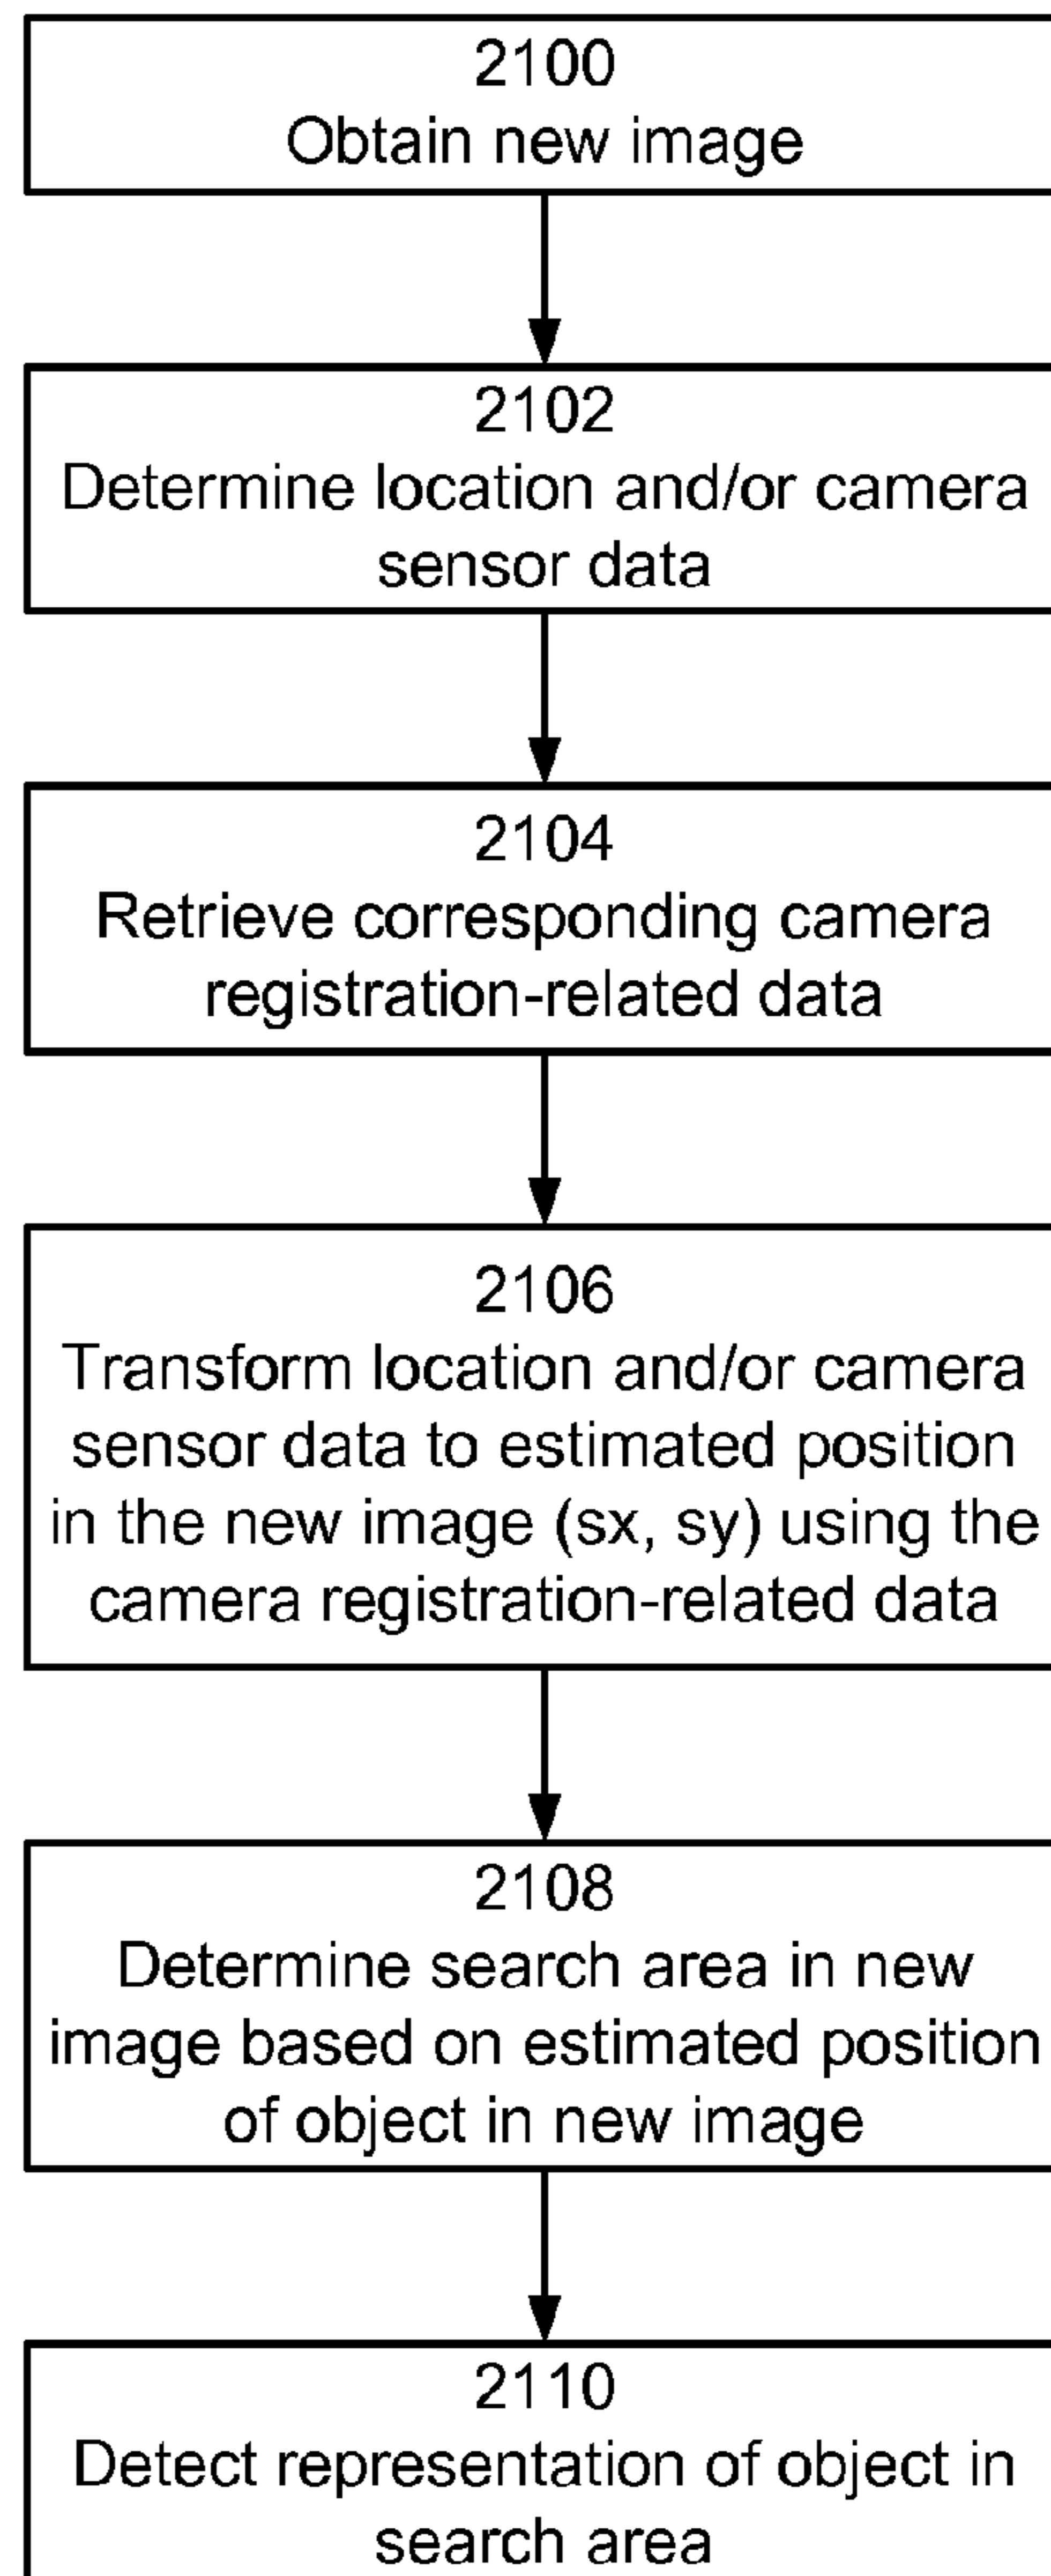 2100
Obtain new image
2102
Determine location and/or camera
sensor data
2104
Retrieve corresponding camera
registration-related data
2106
Transform location and/or camera
sensor data to estimated position
in the new image (sx, sy) using the
camera registration-related data
2108
Determine search area in new
image based on estimated position
of object in new image
2110
Detect representation of object in
search area